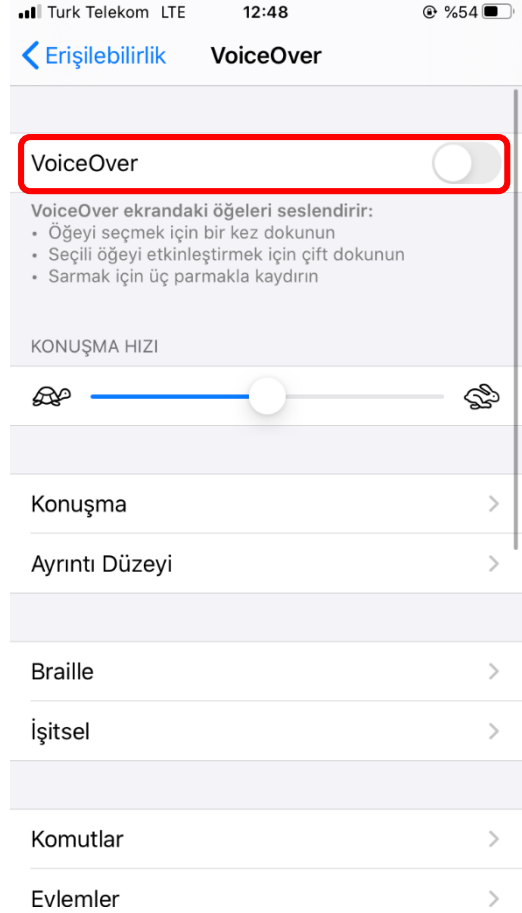 Turk Telekom LTE 12:48 %54
Erişilebilirlik VoiceOver
VoiceOver
VoiceOver ekrandaki öğeleri seslendirir:
• Öğeyi seçmek için bir kez dokunun
• Seçili öğeyi etkinleştirmek için çift dokunun
• Sarmak için üç parmakla kaydırın
KONUŞMA HIZI
Konuşma
Ayrıntı Düzeyi
Braille
İşitsel
Komutlar
Eylemler